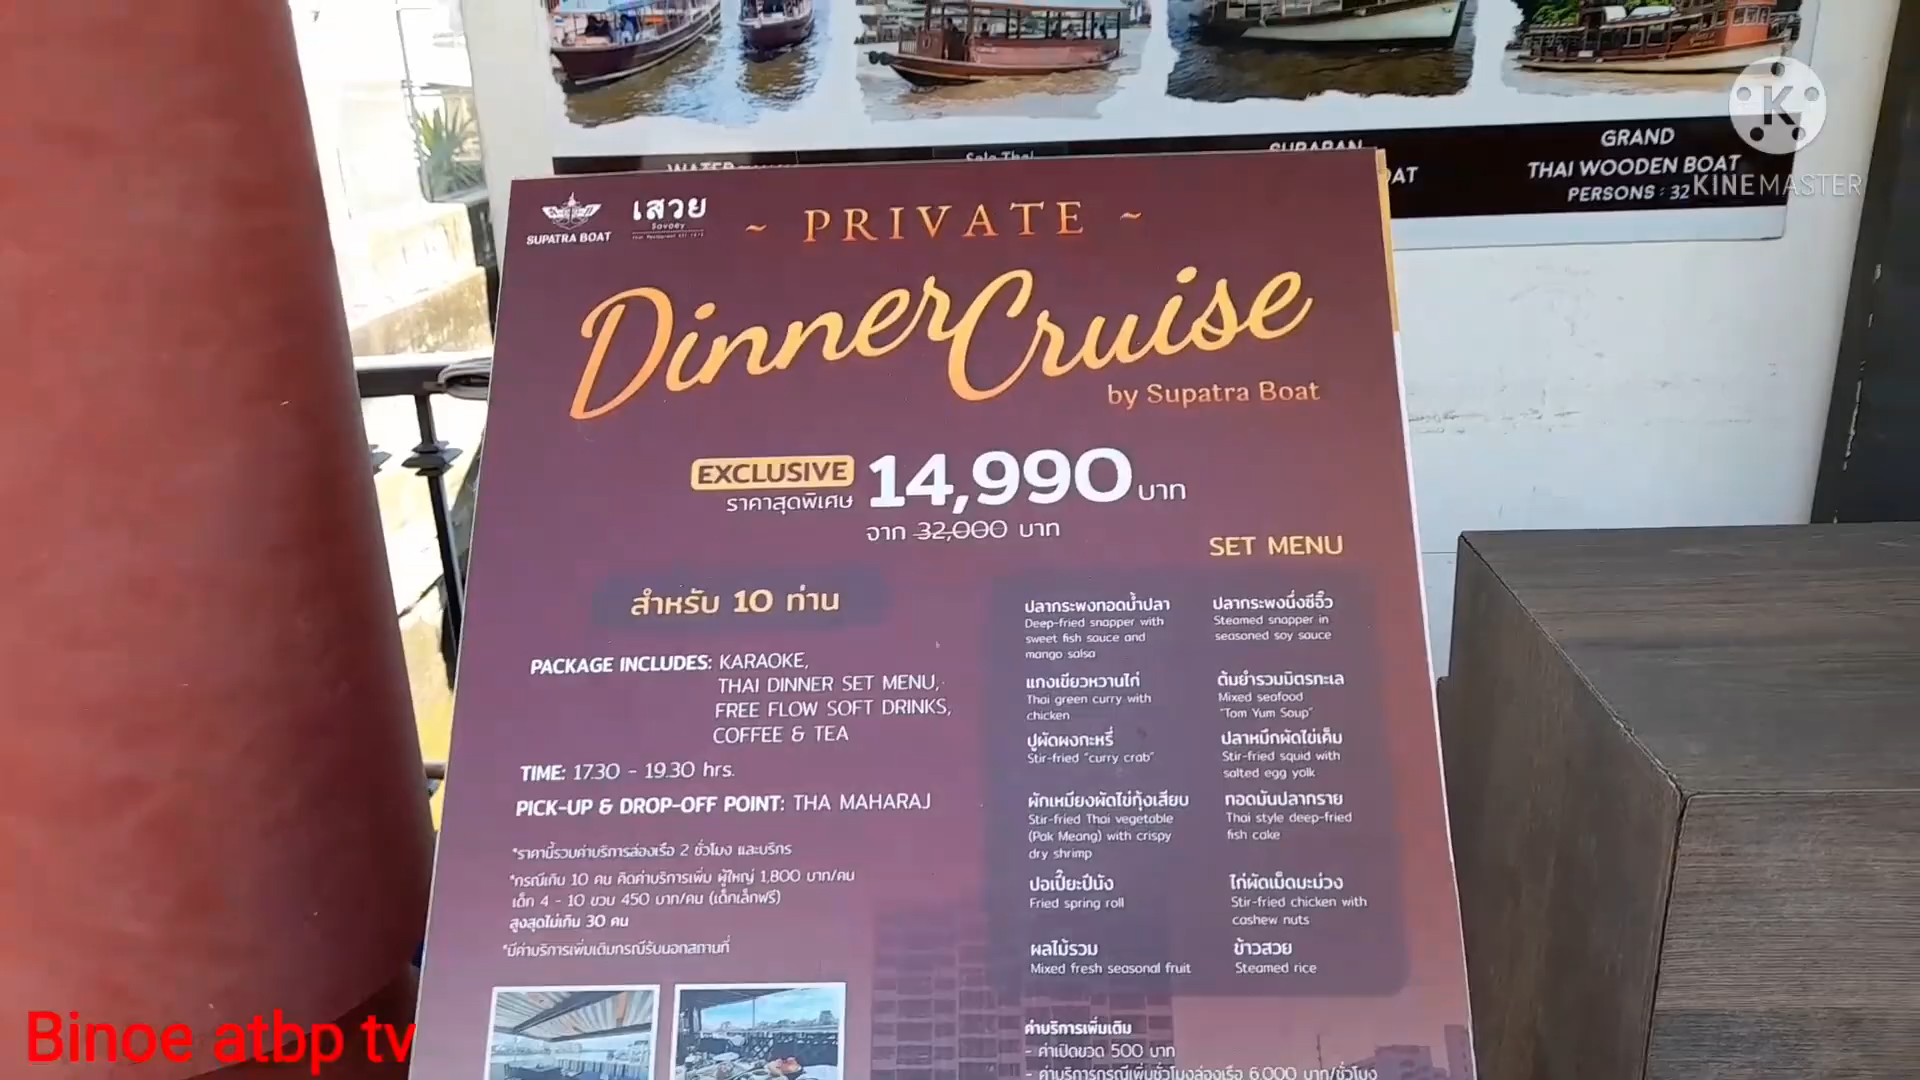 GRAND
THAI WOODEN BOAT
PERSONS : 32
KINEMASTER
SUPATRA BOAT
เสวย
Savoey
~ PRIVATE ~
Dinner Cruise
by Supatra Boat
EXCLUSIVE
ราคาสุดพิเศษ 14,990 บาท
จาก 32,000 บาท
สำหรับ 10 ท่าน
PACKAGE INCLUDES: KARAOKE,
THAI DINNER SET MENU,
FREE FLOW SOFT DRINKS,
COFFEE & TEA
TIME: 17.30 - 19.30 hrs.
PICK-UP & DROP-OFF POINT: THA MAHARAJ
*ราคานี้รวมค่าบริการล่องเรือ 2 ชั่วโมง และบริกร
*กรณีเกิน 10 คน คิดค่าบริการเพิ่ม ผู้ใหญ่ 1,800 บาท/คน
เด็ก 4 - 10 ขวบ 450 บาท/คน (เด็กเล็กฟรี)
สูงสุดไม่เกิน 30 คน
*มีค่าบริการเพิ่มเติมกรณีรับนอกสถานที่
SET MENU
ปลากระพงทอดน้ำปลา
Deep-fried snapper with
sweet fish sauce and
mango salsa
ปลากระพงนึ่งซีอิ๊ว
Steamed snapper in
seasoned soy sauce
แกงเขียวหวานไก่
Thai green curry with
chicken
ต้มยำรวมมิตรทะเล
Mixed seafood
"Tom Yum Soup"
ปูผัดผงกะหรี่
Stir-fried "curry crab"
ปลาหมึกผัดไข่เค็ม
Stir-fried squid with
salted egg yolk
ผักเหมียงผัดไข่กุ้งเสียบ
Stir-fried Thai vegetable
(Pak Meang) with crispy
dry shrimp
ทอดมันปลากราย
Thai style deep-fried
fish cake
ปอเปี๊ยะปีนัง
Fried spring roll
ไก่ผัดเม็ดมะม่วง
Stir-fried chicken with
cashew nuts
ผลไม้รวม
Mixed fresh seasonal fruit
ข้าวสวย
Steamed rice
ค่าบริการเพิ่มเติม
- ค่าเปิดขวด 500 บาท
- ค่าบริการกรณีเพิ่มชั่วโมงล่องเรือ 6,000 บาท/ชั่วโมง
Binoe atbp tv